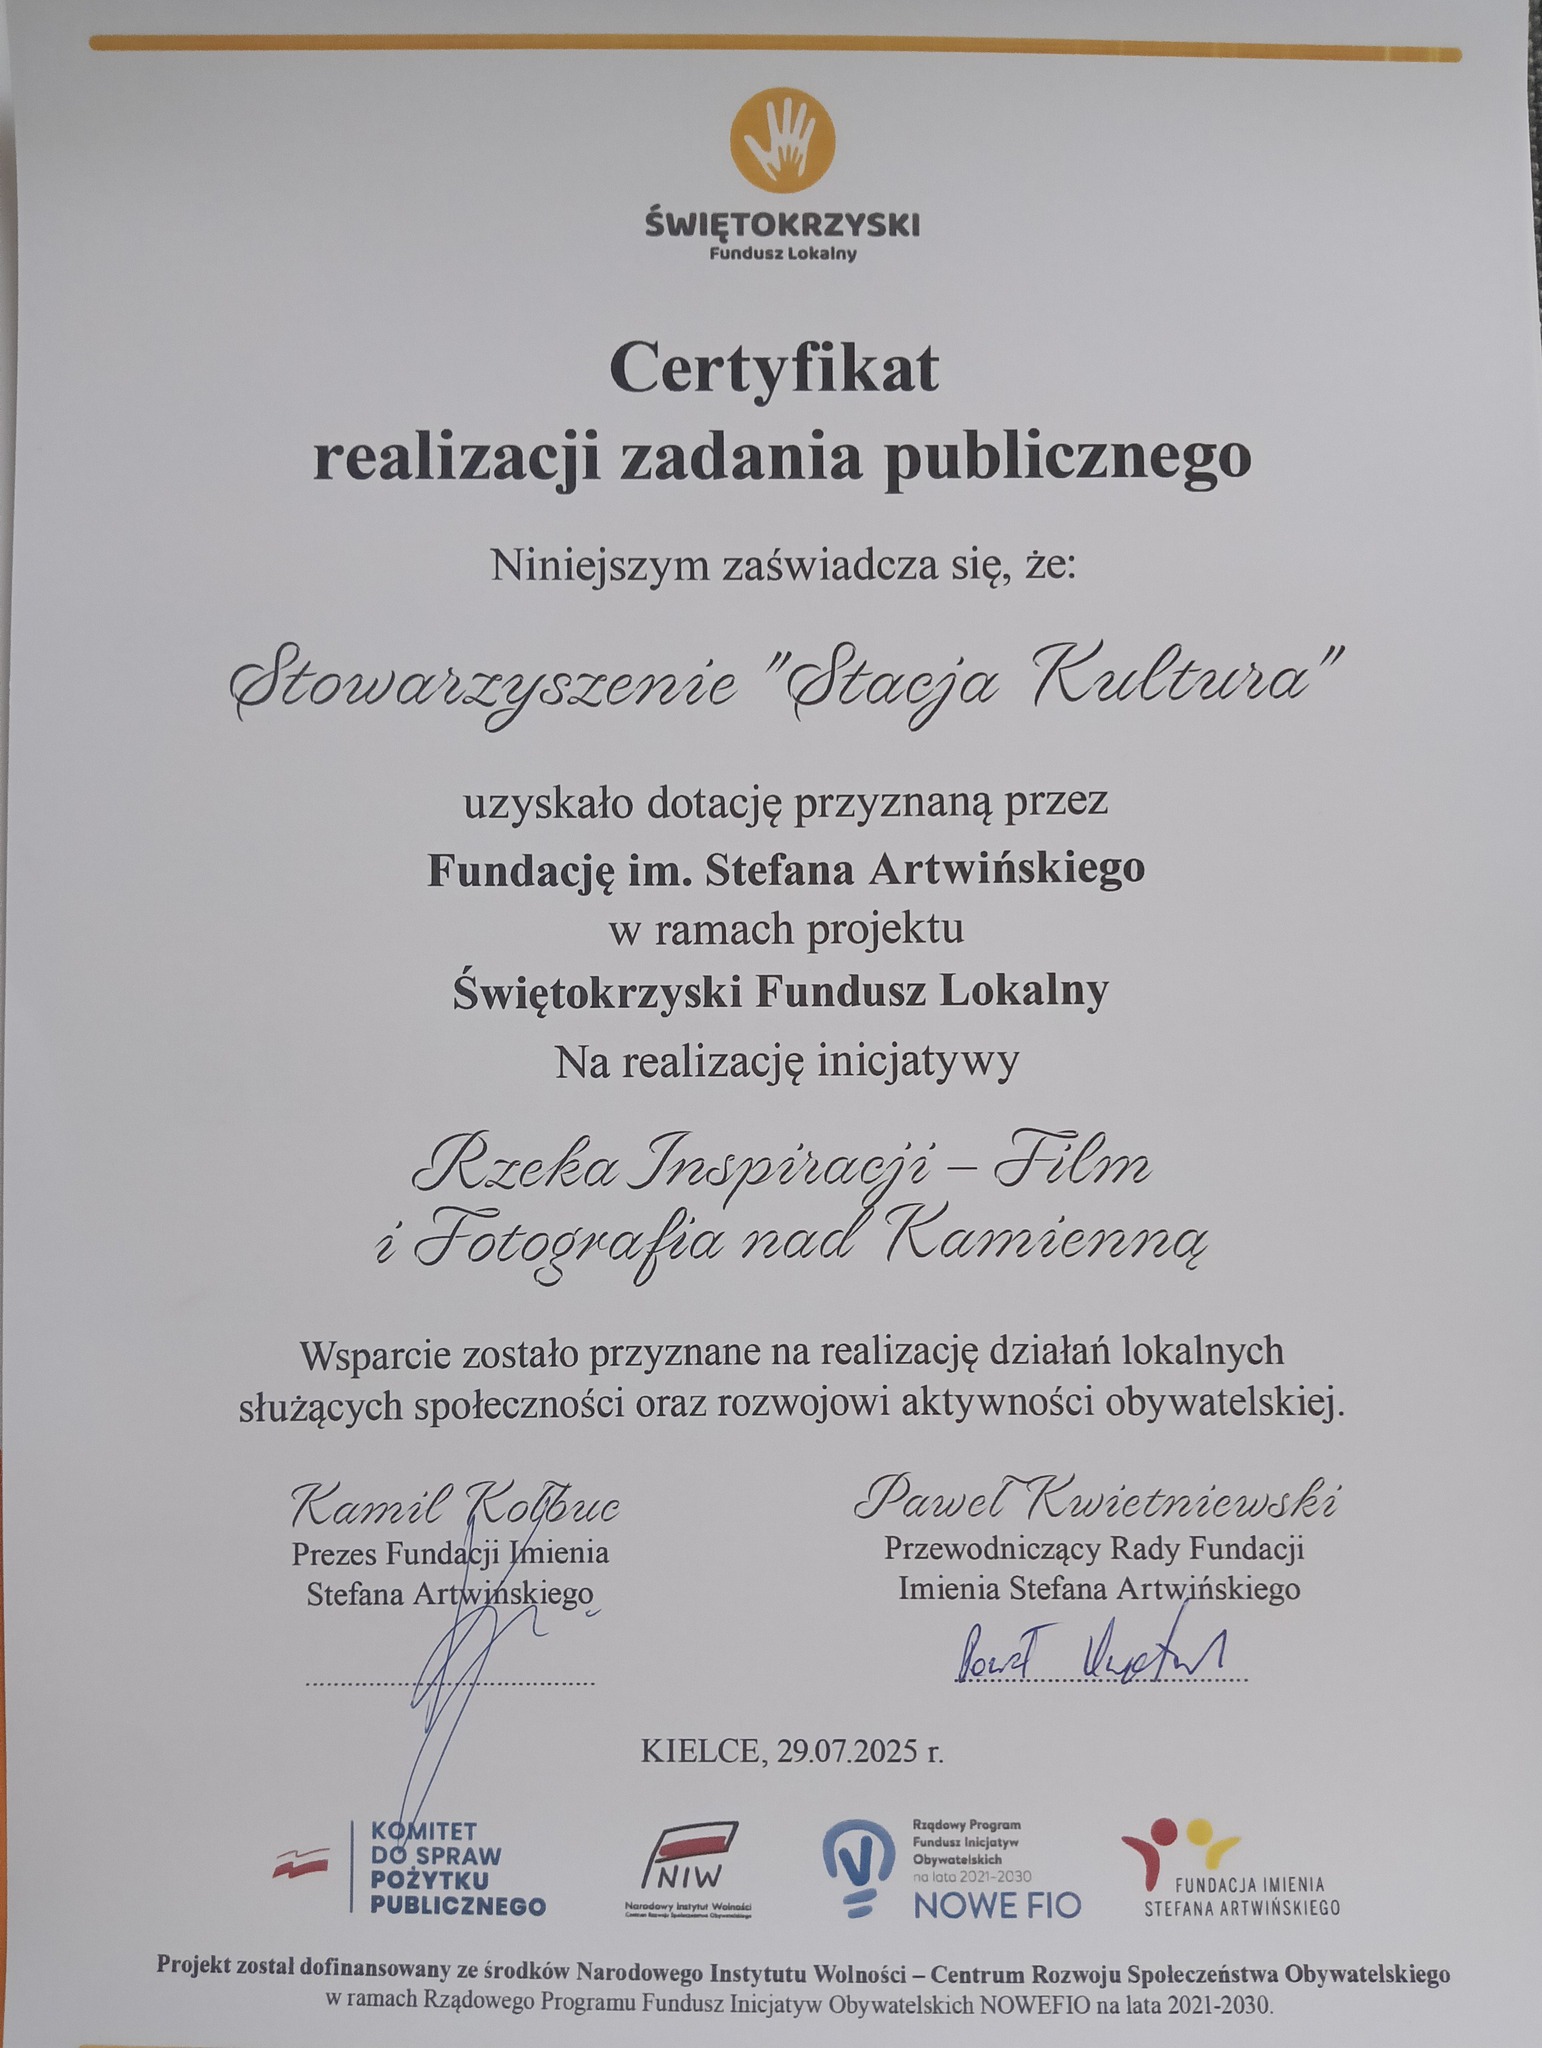 ŚWIĘTOKRZYSKI
Fundusz Lokalny
Certyfikat
realizacji zadania publicznego
Niniejszym zaświadcza się, że:
Stowarzyszenie "Stacja Kultura"
uzyskało dotację przyznaną przez
Fundację im. Stefana Artwińskiego
w ramach projektu
Świętokrzyski Fundusz Lokalny
Na realizację inicjatywy
Rzeka Inspiracji – Film
i Fotografia nad Kamienną
Wsparcie zostało przyznane na realizację działań lokalnych
służących społeczności oraz rozwojowi aktywności obywatelskiej.
Kamil Kołbuc
Prezes Fundacji Imienia
Stefana Artwińskiego
Paweł Kwietniewski
Przewodniczący Rady Fundacji
Imienia Stefana Artwińskiego
Paweł
KIELCE, 29.07.2025 r.
KOMITET
DO SPRAW
POŻYTKU
PUBLICZNEGO
NIW
Narodowy Instytut Wolności
Centrum Rozwoju Społeczeństwa Obywatelskiego
Rządowy Program
Fundusz Inicjatyw
Obywatelskich
na lata 2021-2030
NOWE FIO
FUNDACJA IMIENIA
STEFANA ARTWIŃSKIEGO
Projekt został dofinansowany ze środków Narodowego Instytutu Wolności – Centrum Rozwoju Społeczeństwa Obywatelskiego
w ramach Rządowego Programu Fundusz Inicjatyw Obywatelskich NOWEFIO na lata 2021-2030.